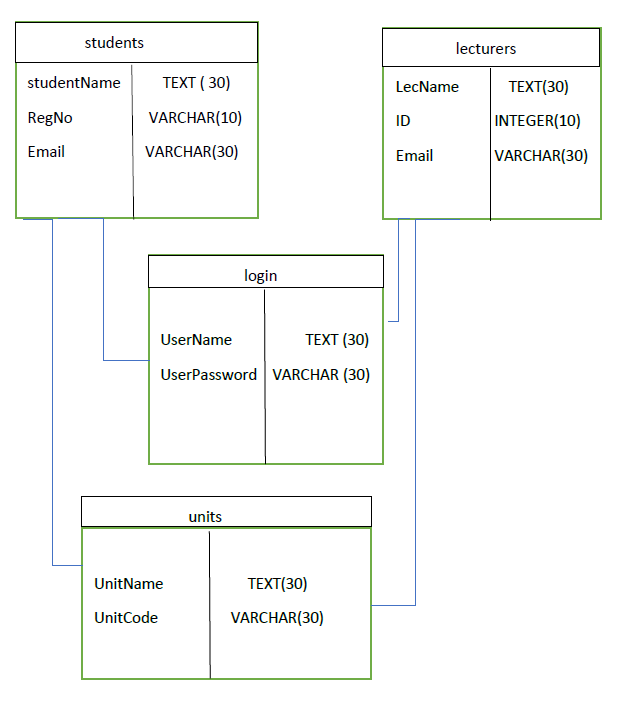 students
studentName TEXT ( 30)
RegNo VARCHAR(10)
Email VARCHAR(30)
lecturers
LecName TEXT(30)
ID INTEGER(10)
Email VARCHAR(30)
login
UserName TEXT (30)
UserPassword VARCHAR (30)
units
UnitName TEXT(30)
UnitCode VARCHAR(30)